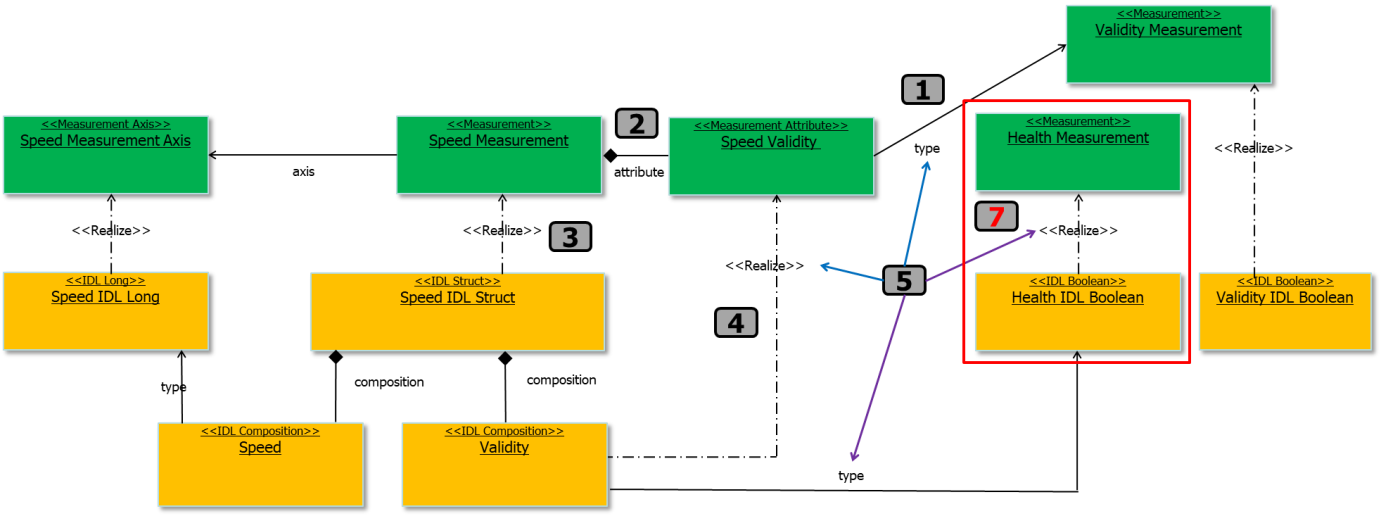 <<Measurement>>
Validity Measurement
1
<<Measurement Axis>>
Speed Measurement Axis
<<Measurement>>
Speed Measurement
2
attribute
<<Measurement Attribute>>
Speed Validity
type
<<Measurement>>
Health Measurement
<<Realize>>
axis
<<Realize>>
<<Realize>>
3
<<Realize>>
7
<<Realize>>
5
<<IDL Long>>
Speed IDL Long
<<IDL Struct>>
Speed IDL Struct
4
<<IDL Boolean>>
Health IDL Boolean
<<IDL Boolean>>
Validity IDL Boolean
type
composition
composition
<<IDL Composition>>
Speed
<<IDL Composition>>
Validity
type